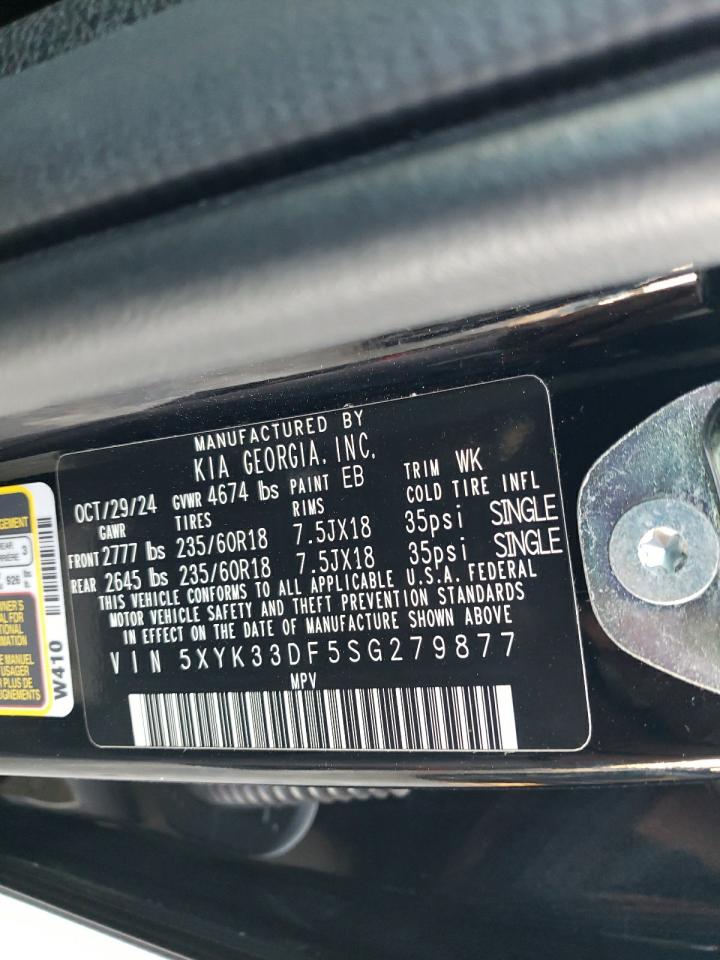 MANUFACTURED BY
KIA GEORGIA, INC.
OCT/29/24 GVWR 4674 lbs PAINT EB TRIM WK
GAWR TIRES RIMS COLD TIRE INFL
FRONT 2777 lbs 235/60R18 7.5JX18 35psi SINGLE
REAR 2645 lbs 235/60R18 7.5JX18 35psi SINGLE
THIS VEHICLE CONFORMS TO ALL APPLICABLE U.S.A. FEDERAL
MOTOR VEHICLE SAFETY AND THEFT PREVENTION STANDARDS
IN EFFECT ON THE DATE OF MANUFACTURE SHOWN ABOVE
VIN 5XYK33DF5SG279877
MPV
W410
3
926
MANUEL